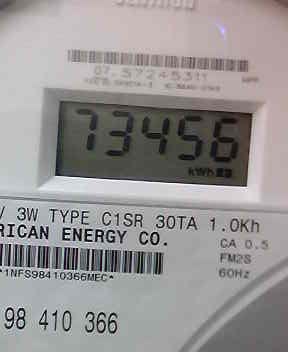 07.57245311
73456
kWh
V 3W TYPE C1SR 30TA 1.0Kh
RICAN ENERGY CO.
CA 0.5
FM2S
60Hz
*1NFS98410366MEC*
98 410 366